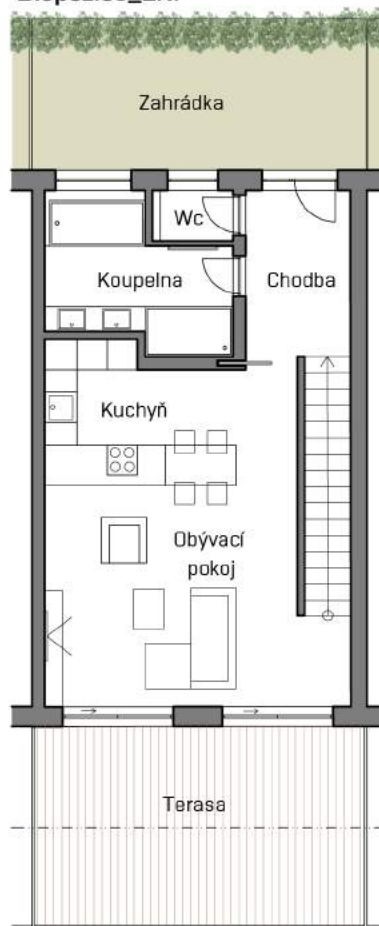 Zahrádka
Wc
Koupelna
Chodba
Kuchyň
Obývací
pokoj
Terasa